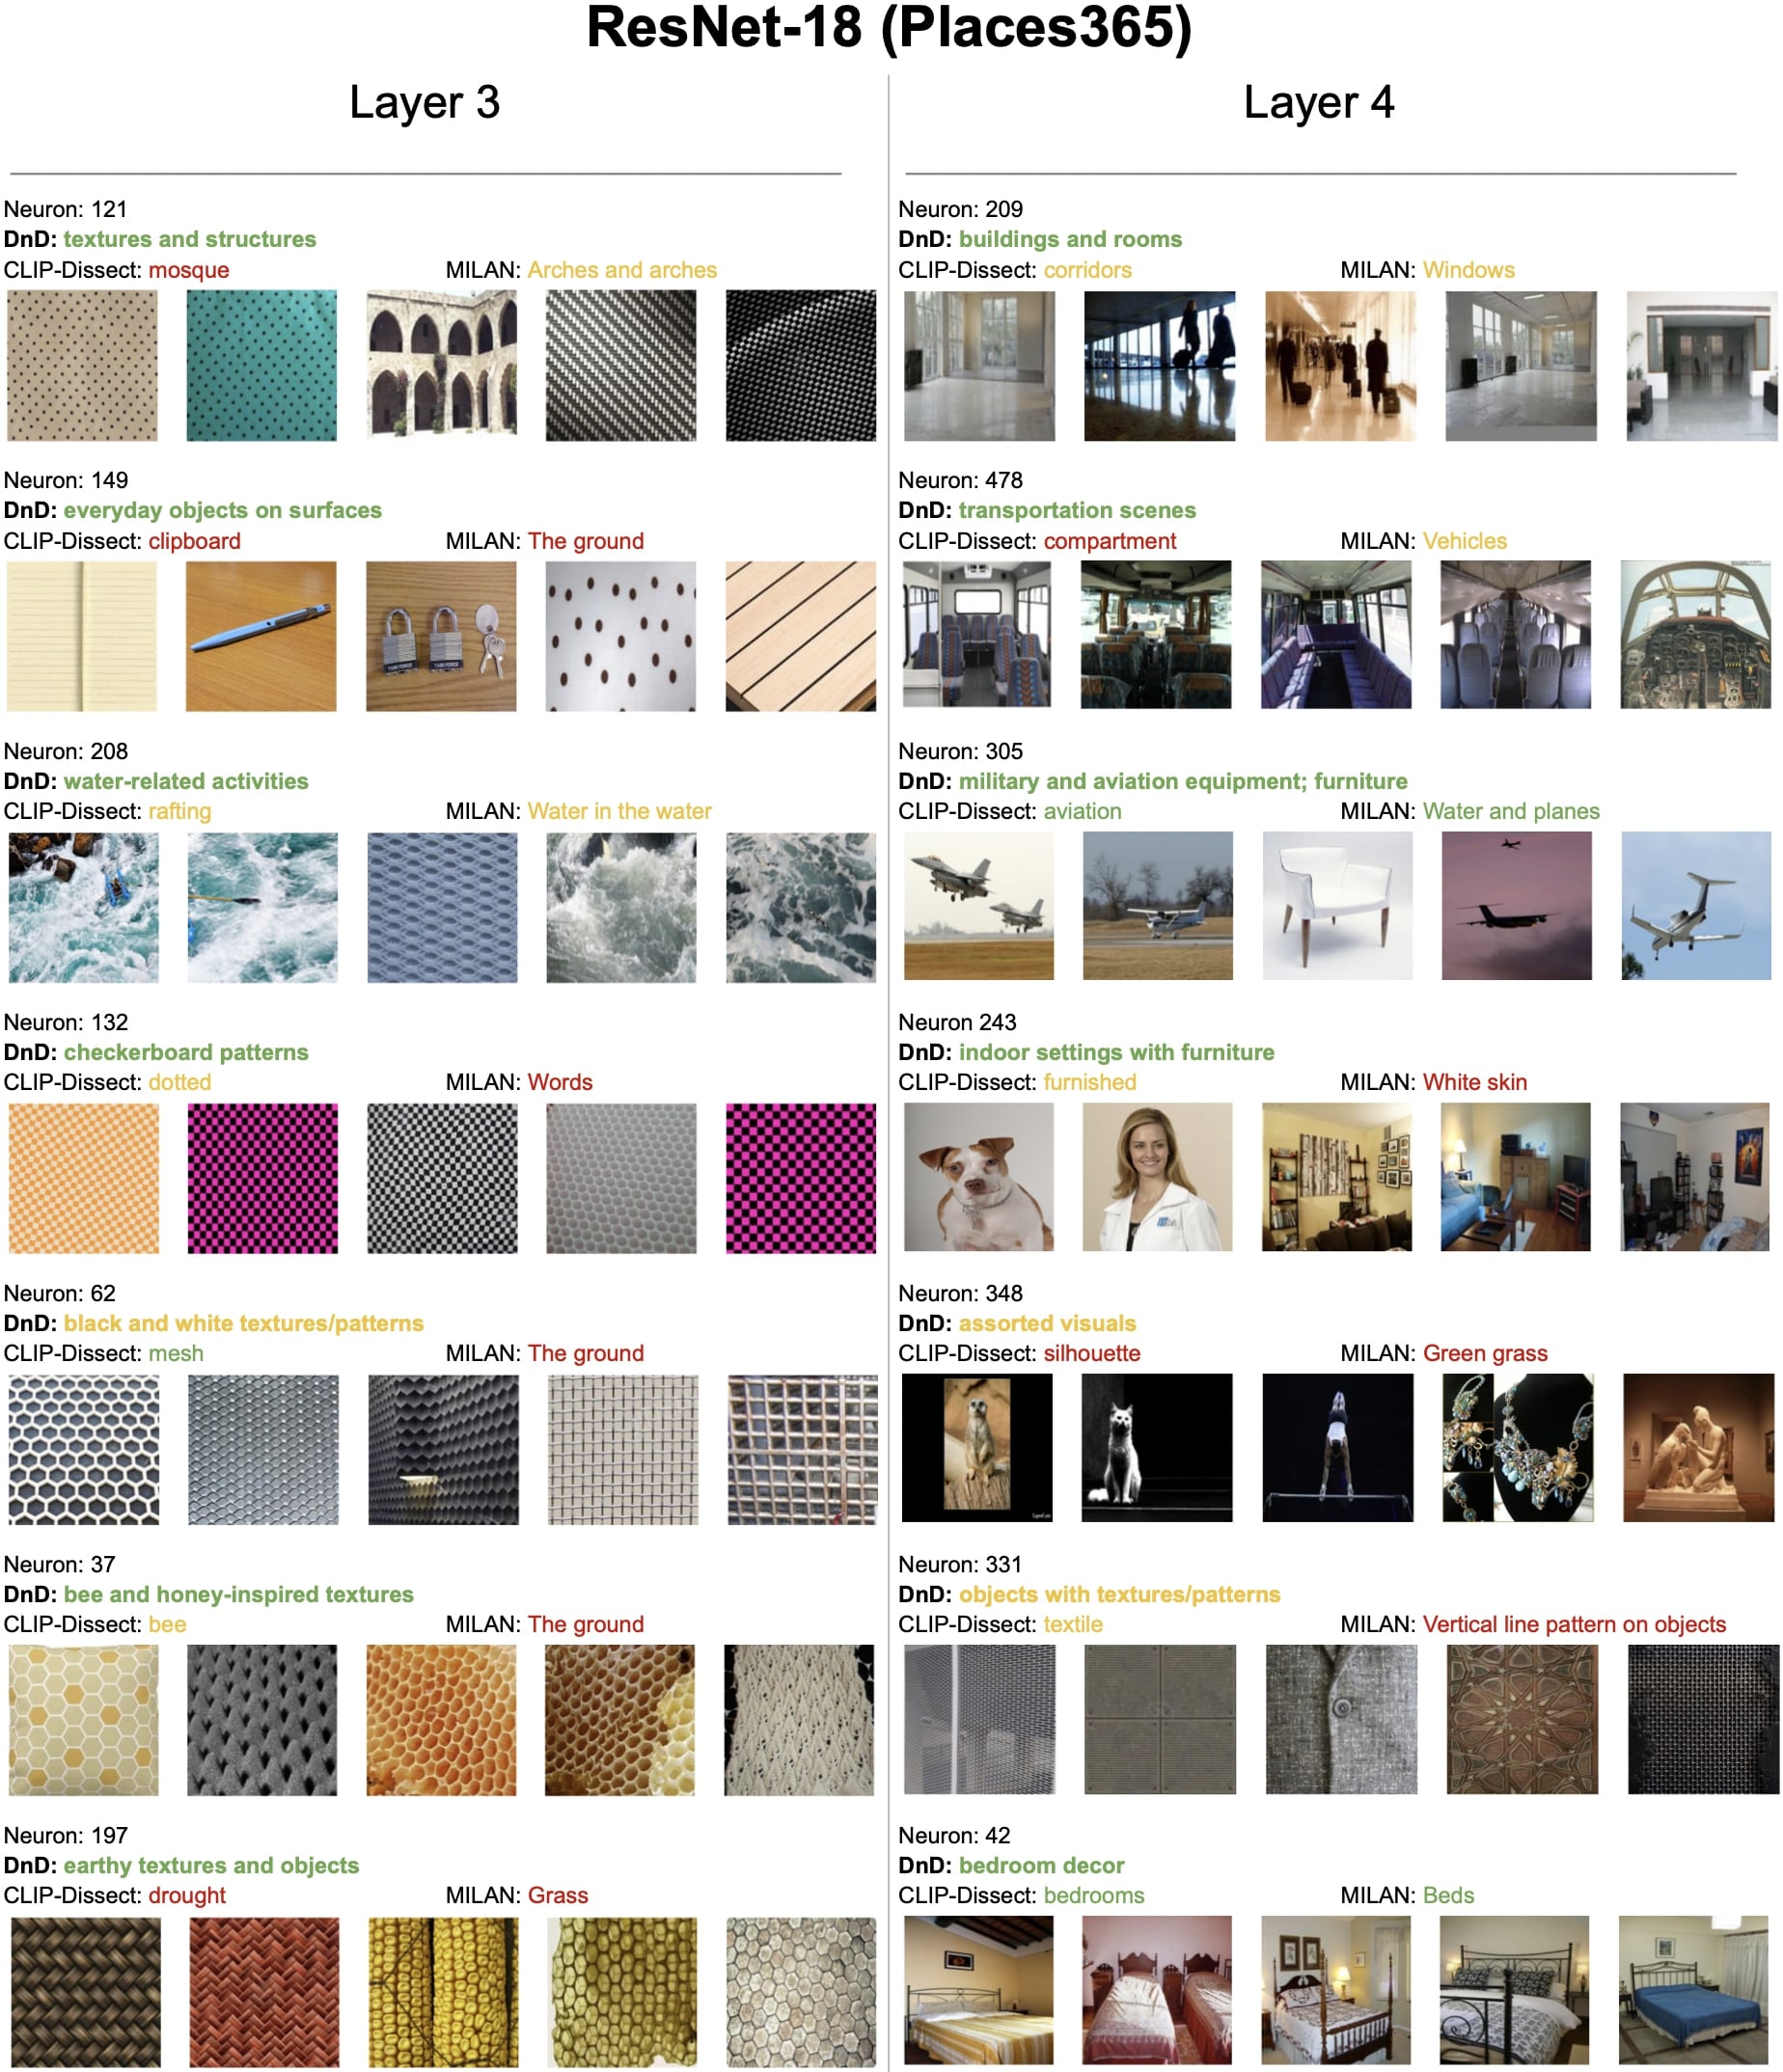 ResNet-18 (Places365)
Layer 3
Neuron: 121
DnD: textures and structures
CLIP-Dissect: mosque MILAN: Arches and arches
Neuron: 149
DnD: everyday objects on surfaces
CLIP-Dissect: clipboard MILAN: The ground
TASK FORCE TASK FORCE
Neuron: 208
DnD: water-related activities
CLIP-Dissect: rafting MILAN: Water in the water
Neuron: 132
DnD: checkerboard patterns
CLIP-Dissect: dotted MILAN: Words
Neuron: 62
DnD: black and white textures/patterns
CLIP-Dissect: mesh MILAN: The ground
Neuron: 37
DnD: bee and honey-inspired textures
CLIP-Dissect: bee MILAN: The ground
Neuron: 197
DnD: earthy textures and objects
CLIP-Dissect: drought MILAN: Grass
Layer 4
Neuron: 209
DnD: buildings and rooms
CLIP-Dissect: corridors MILAN: Windows
Neuron: 478
DnD: transportation scenes
CLIP-Dissect: compartment MILAN: Vehicles
Neuron: 305
DnD: military and aviation equipment; furniture
CLIP-Dissect: aviation MILAN: Water and planes
Neuron 243
DnD: indoor settings with furniture
CLIP-Dissect: furnished MILAN: White skin
Neuron: 348
DnD: assorted visuals
CLIP-Dissect: silhouette MILAN: Green grass
Neuron: 331
DnD: objects with textures/patterns
CLIP-Dissect: textile MILAN: Vertical line pattern on objects
Neuron: 42
DnD: bedroom decor
CLIP-Dissect: bedrooms MILAN: Beds